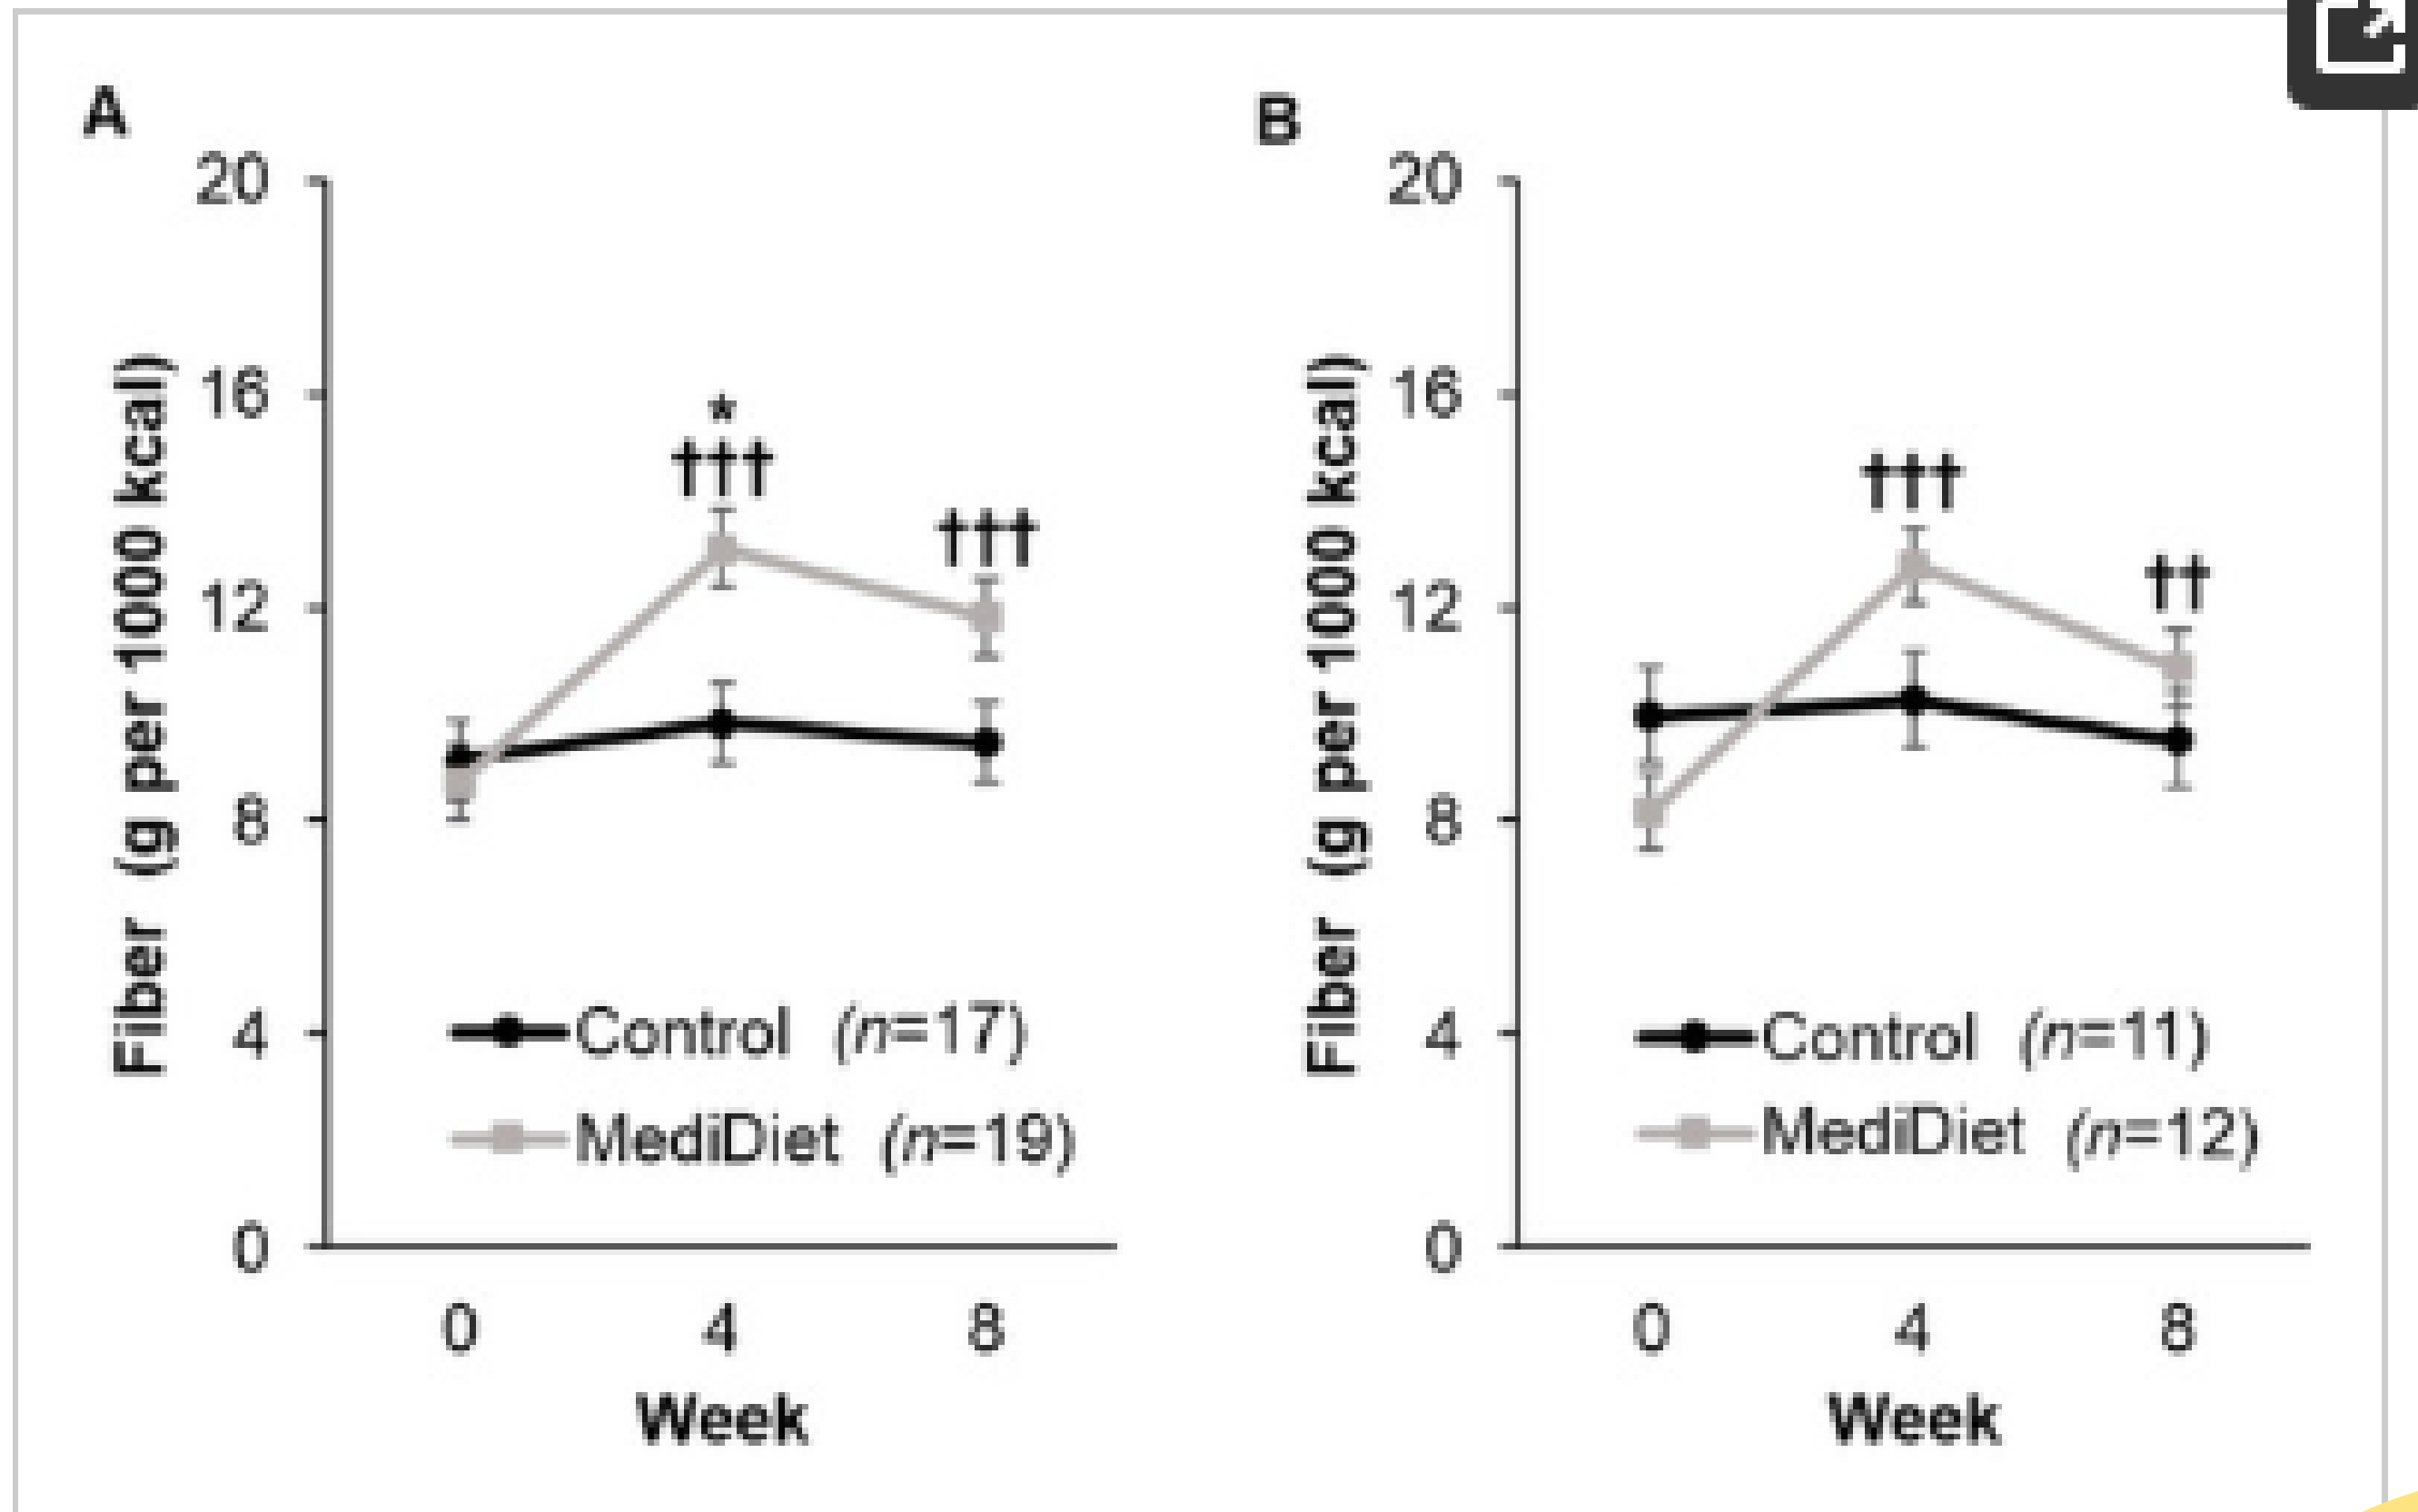 A
Fiber (g per 1000 kcal)
20
16
12
8
4
0
*
†††
†††
Control (n=17)
MediDiet (n=19)
0 4 8
Week
B
Fiber (g per 1000 kcal)
20
16
12
8
4
0
†††
††
Control (n=11)
MediDiet (n=12)
0 4 8
Week